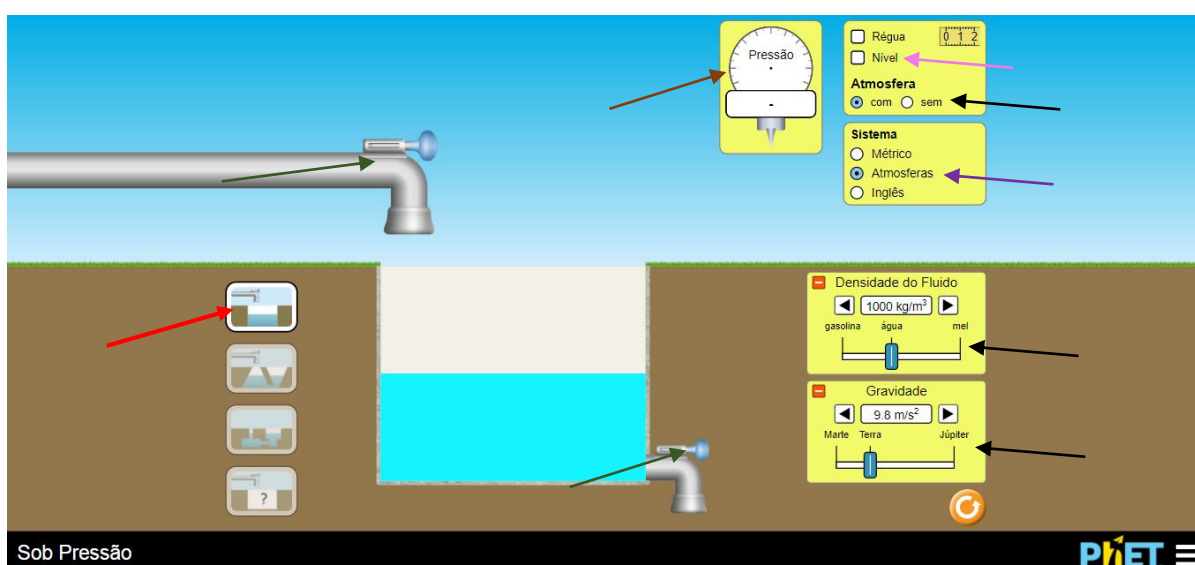 Pressão
-
Régua
0 1 2
Nível
Atmosfera
com sem
Sistema
Métrico
Atmosferas
Inglês
Densidade do Fluido
1000 kg/m³
gasolina água mel
Gravidade
9.8 m/s²
Marte Terra Júpiter
?
Sob Pressão
PhET